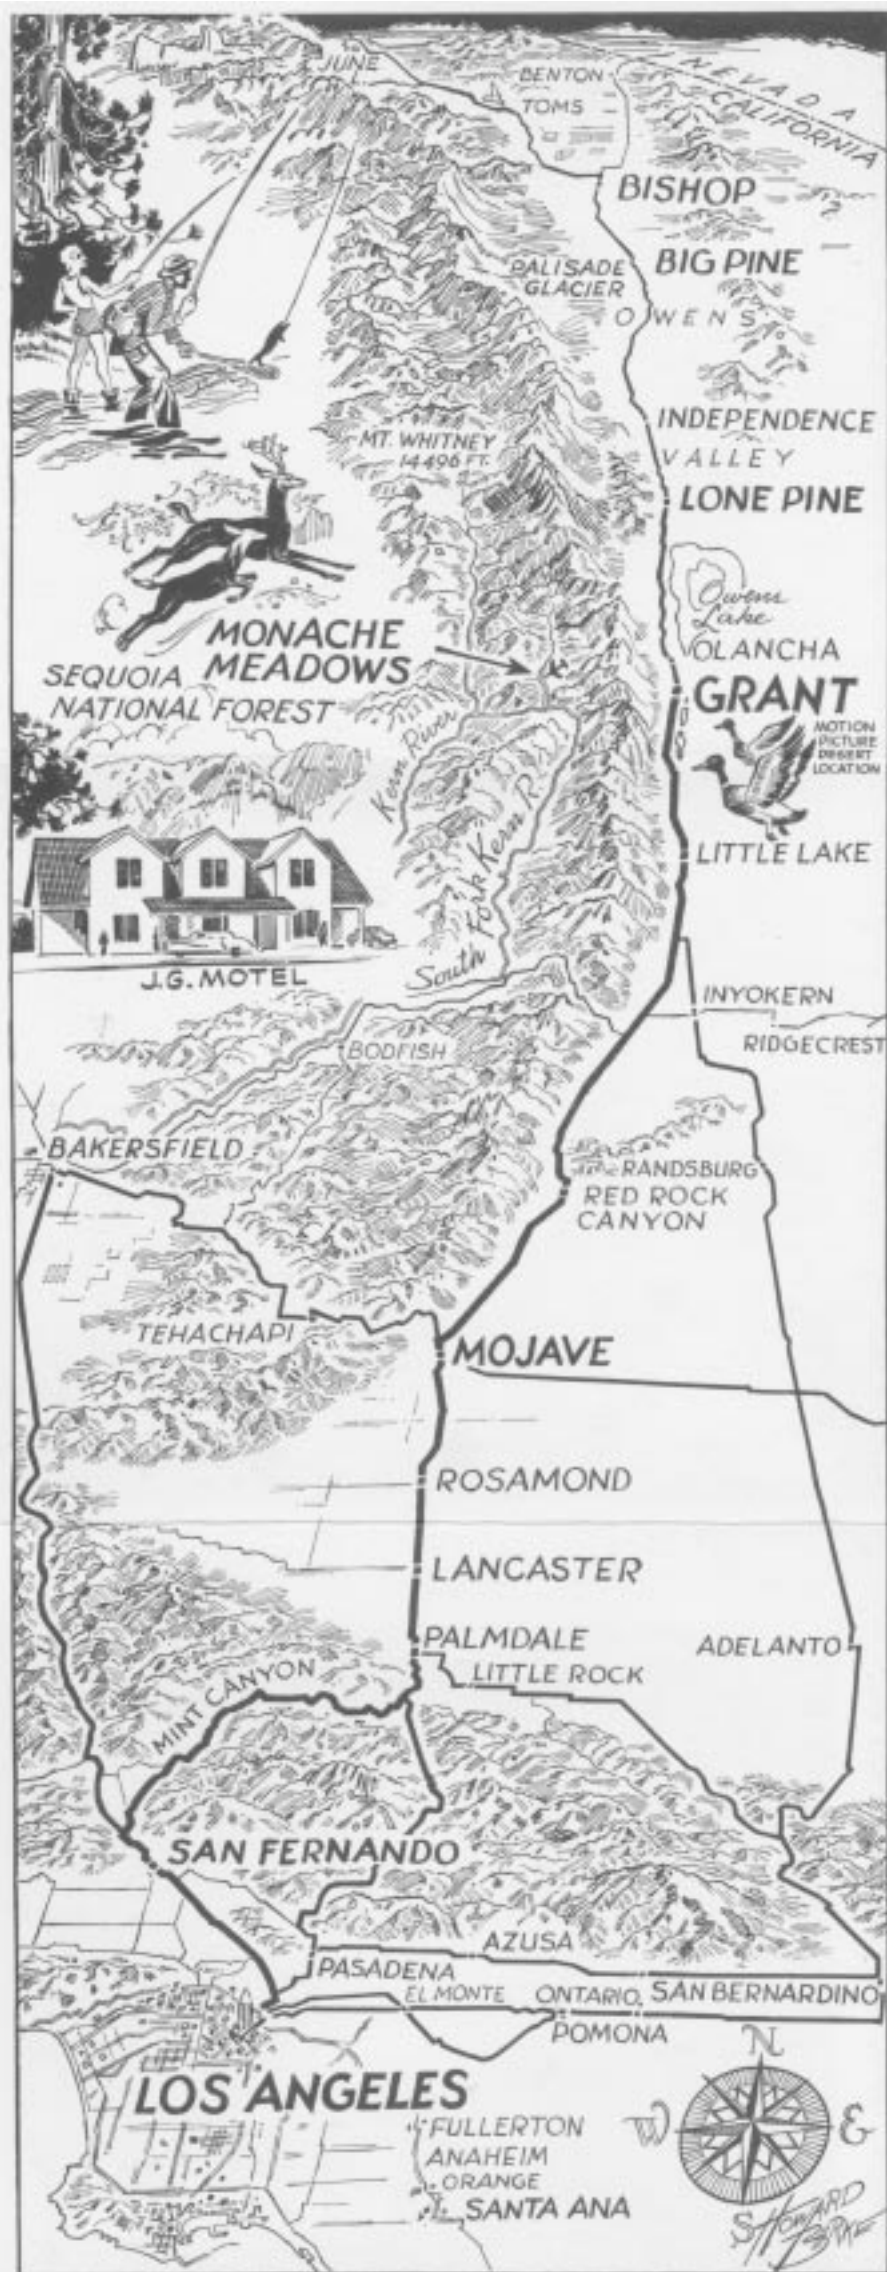 JUNE
BENTON
TOMS
NEVADA
CALIFORNIA
BISHOP
PALISADE
GLACIER
BIG PINE
OWENS
INDEPENDENCE
MT. WHITNEY
14496 FT.
VALLEY
LONE PINE
Owens
Lake
MONACHE
MEADOWS
OLANCHA
SEQUOIA
NATIONAL FOREST
GRANT
MOTION
PICTURE
DESERT
LOCATION
Kern River
South Fork Kern River
LITTLE LAKE
J.G. MOTEL
INYOKERN
RIDGECREST
BODFISH
BAKERSFIELD
RANDSBURG
RED ROCK
CANYON
TEHACHAPI
MOJAVE
ROSAMOND
LANCASTER
PALMDALE
ADELANTO
LITTLE ROCK
MINT CANYON
SAN FERNANDO
AZUSA
PASADENA
EL MONTE
ONTARIO
SAN BERNARDINO
POMONA
LOS ANGELES
FULLERTON
ANAHEIM
ORANGE
SANTA ANA
N
W
E
S
HOWARD
BURKE